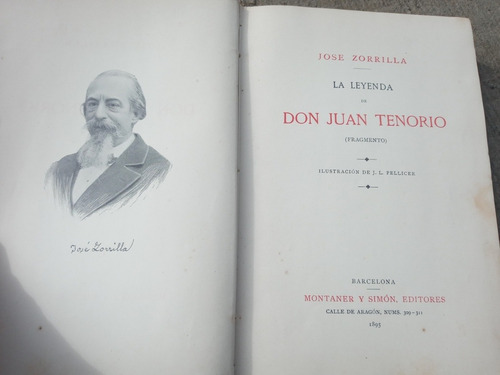 José Zorrilla
JOSE ZORRILLA
LA LEYENDA
DE
DON JUAN TENORIO
(FRAGMENTO)
ILUSTRACIÓN DE J. L. PELLICER
BARCELONA
MONTANER Y SIMÓN, EDITORES
CALLE DE ARAGÓN, NUMS. 309-311
1895